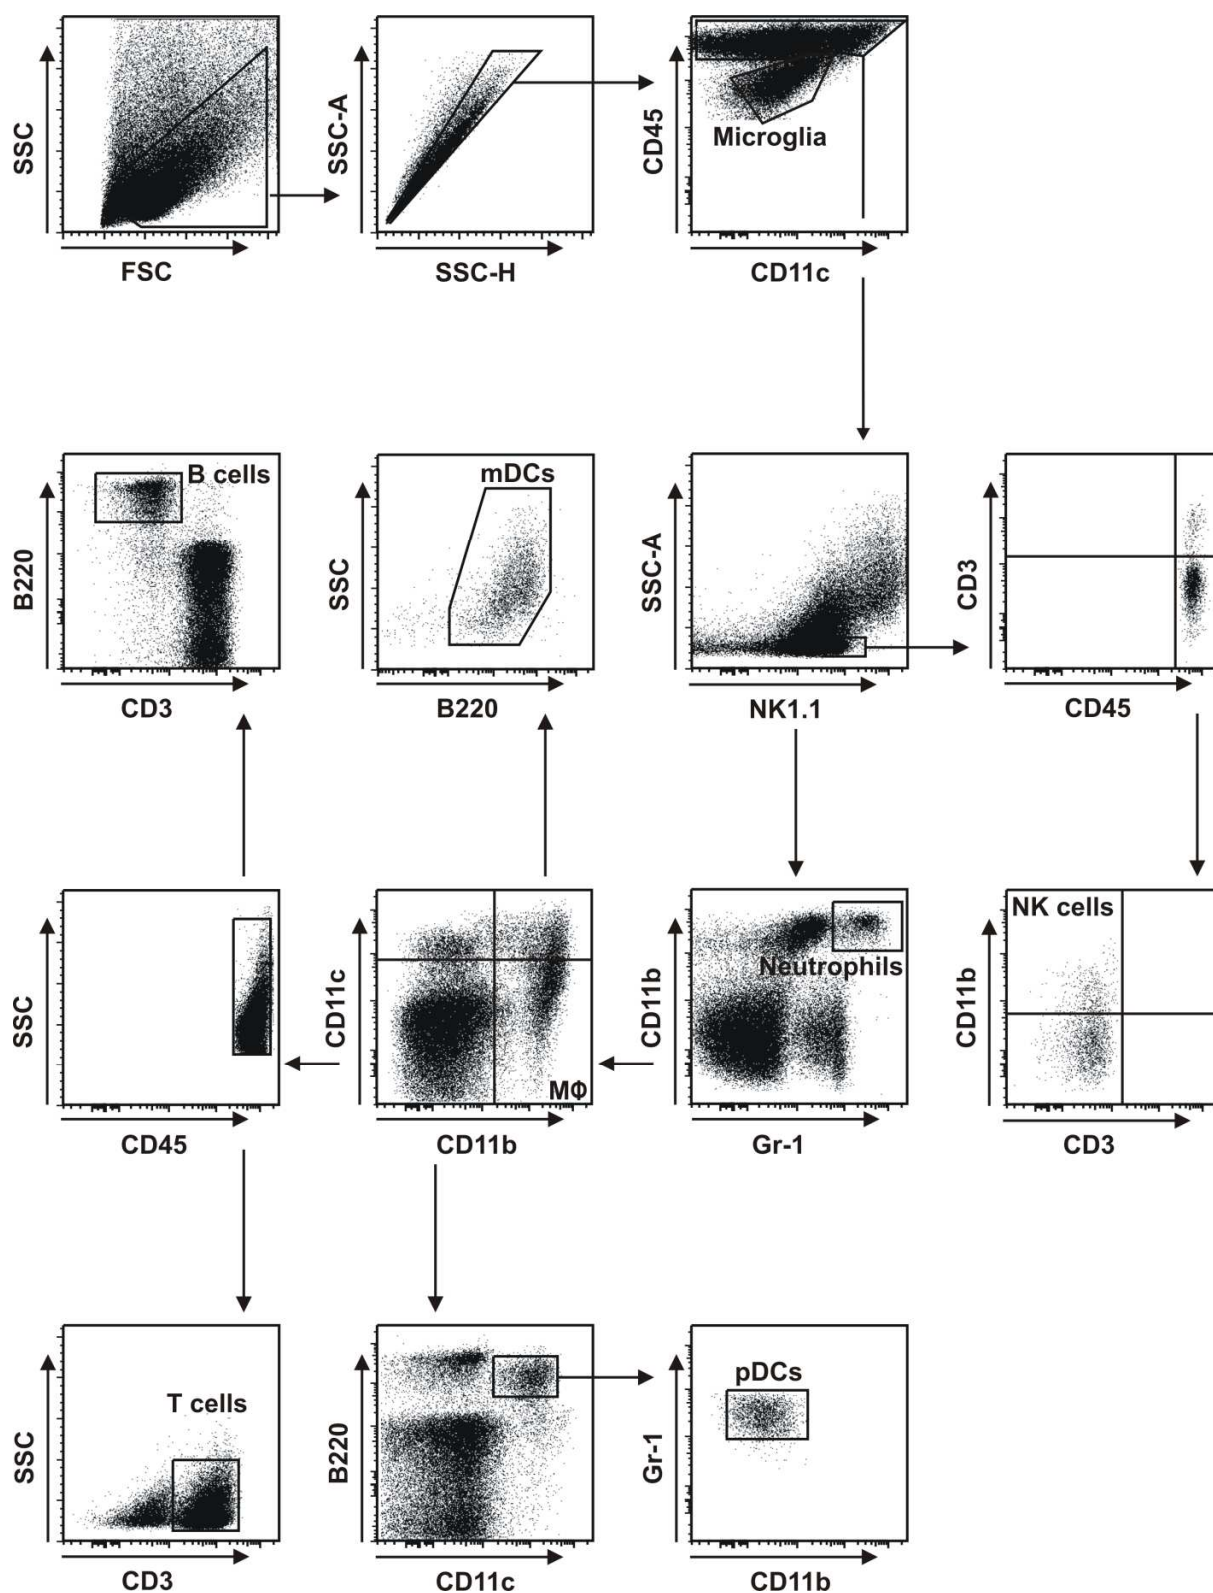 SSC
FSC
SSC-A
SSC-H
CD45
Microglia
CD11c
B220
B cells
CD3
SSC
mDCs
B220
SSC-A
NK1.1
CD3
CD45
SSC
CD45
CD11c
MΦ
CD11b
CD11b
Neutrophils
Gr-1
CD11b
NK cells
CD3
SSC
T cells
CD3
B220
CD11c
Gr-1
pDCs
CD11b